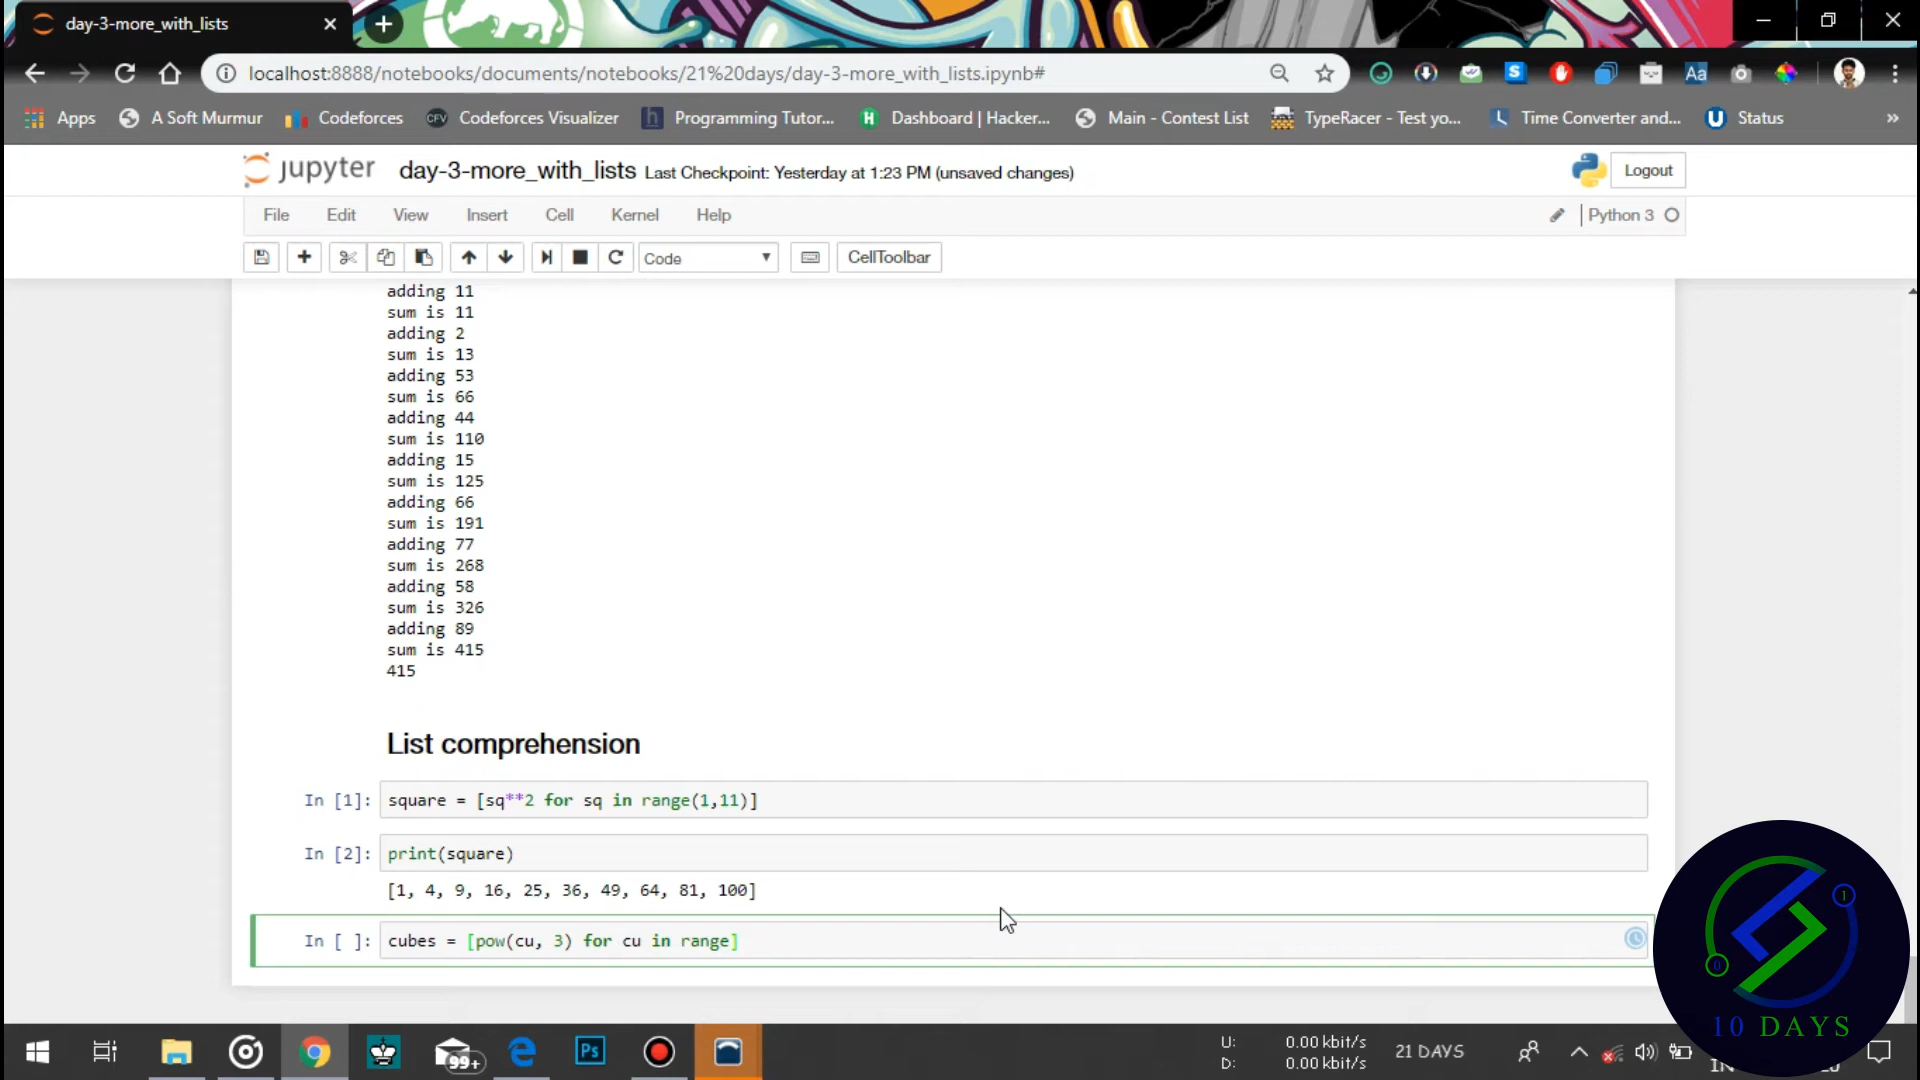 day-3-more_with_lists
localhost:8888/notebooks/documents/notebooks/21%20days/day-3-more_with_lists.ipynb#
Apps A Soft Murmur Codeforces CFV Codeforces Visualizer h Programming Tutor... H Dashboard | Hacker... Main - Contest List TypeRacer - Test yo... Time Converter and... U Status »
jupyter day-3-more_with_lists Last Checkpoint: Yesterday at 1:23 PM (unsaved changes) Logout
File Edit View Insert Cell Kernel Help Python 3
Code CellToolbar
adding 11
sum is 11
adding 2
sum is 13
adding 53
sum is 66
adding 44
sum is 110
adding 15
sum is 125
adding 66
sum is 191
adding 77
sum is 268
adding 58
sum is 326
adding 89
sum is 415
415
List comprehension
In [1]: square = [sq**2 for sq in range(1,11)]
In [2]: print(square)
[1, 4, 9, 16, 25, 36, 49, 64, 81, 100]
In [ ]: cubes = [pow(cu, 3) for cu in range]
10 DAYS
99+ Ps U: 0.00 kbit/s 21 DAYS
D: 0.00 kbit/s